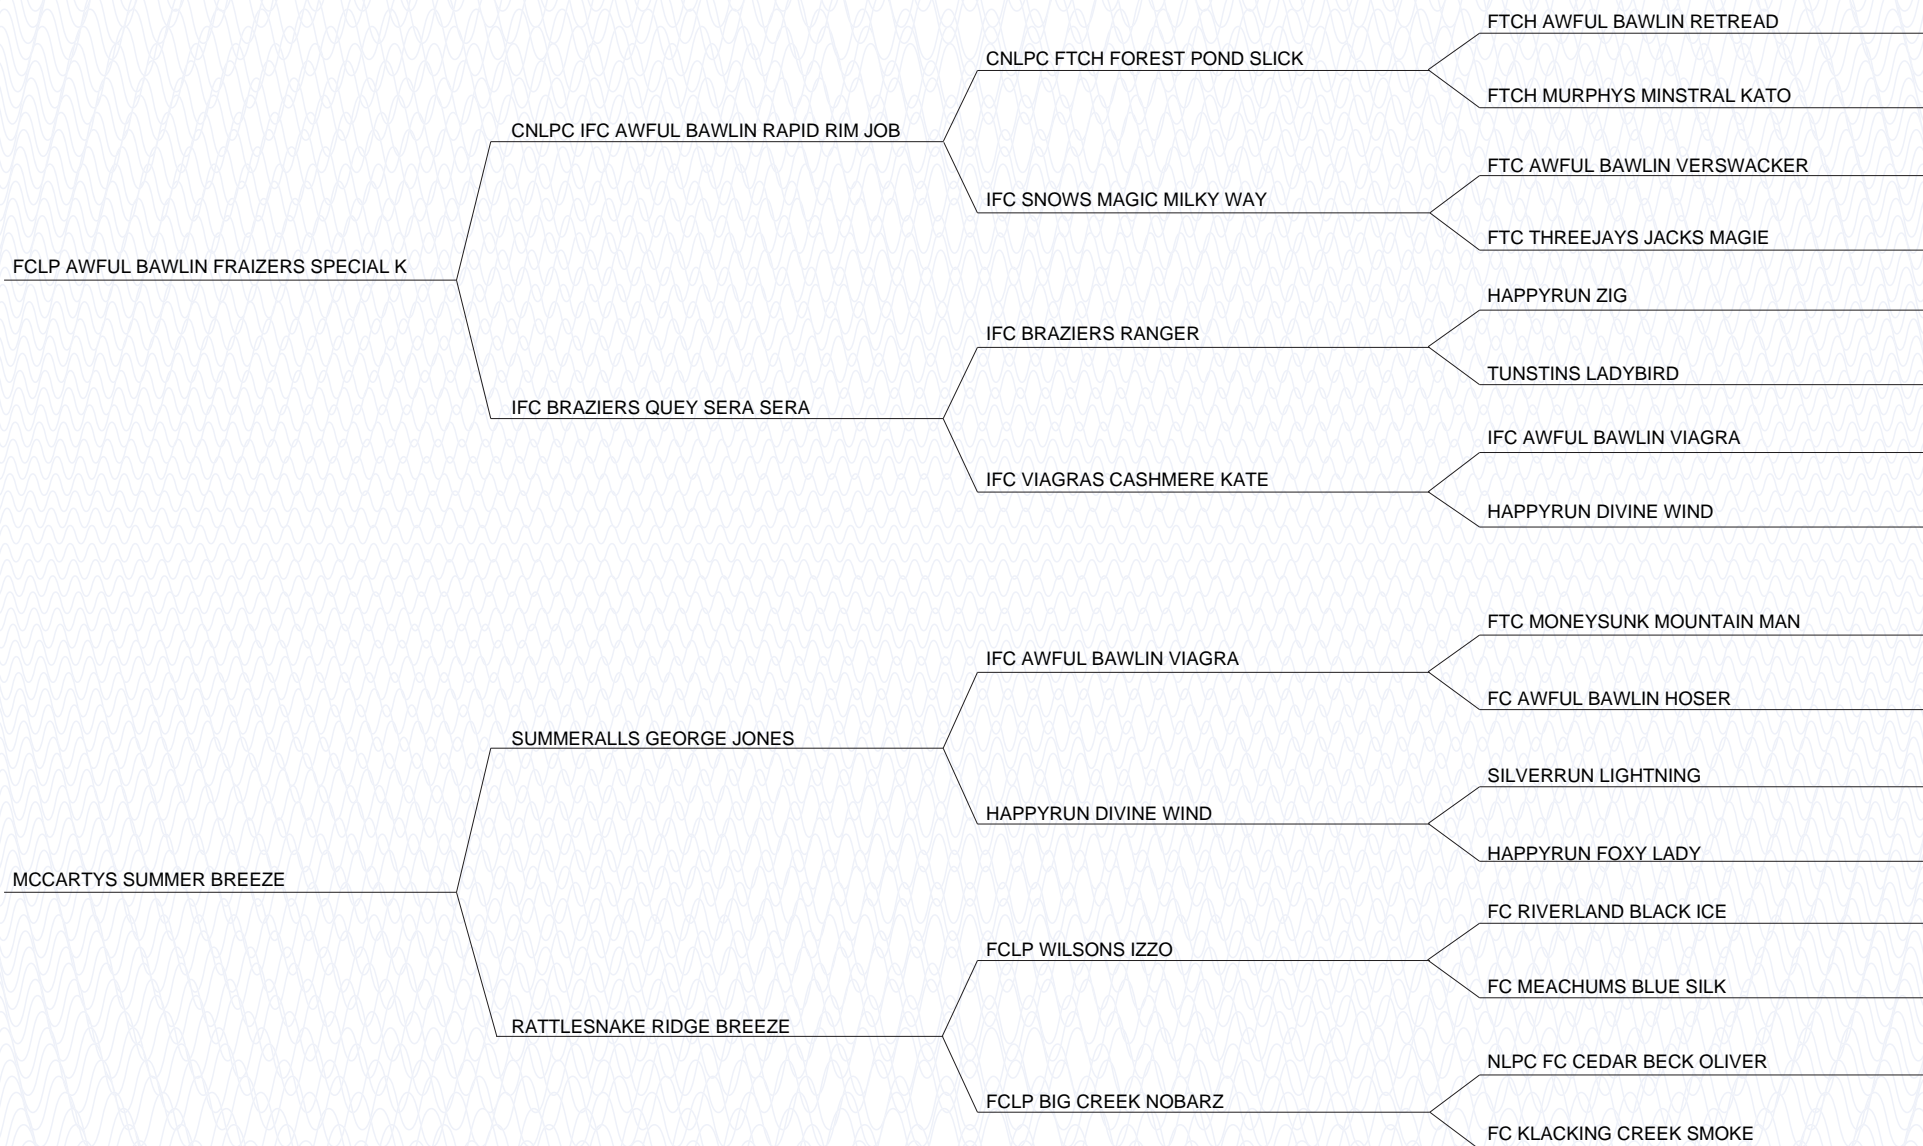 FTCH AWFUL BAWLIN RETREAD
CNLPC FTCH FOREST POND SLICK
FTCH MURPHYS MINSTRAL KATO
CNLPC IFC AWFUL BAWLIN RAPID RIM JOB
FTC AWFUL BAWLIN VERSWACKER
IFC SNOWS MAGIC MILKY WAY
FTC THREEJAYS JACKS MAGIE
FCLP AWFUL BAWLIN FRAIZERS SPECIAL K
HAPPYRUN ZIG
IFC BRAZIERS RANGER
TUNSTINS LADYBIRD
IFC BRAZIERS QUEY SERA SERA
IFC AWFUL BAWLIN VIAGRA
IFC VIAGRAS CASHMERE KATE
HAPPYRUN DIVINE WIND
FTC MONEYSUNK MOUNTAIN MAN
IFC AWFUL BAWLIN VIAGRA
FC AWFUL BAWLIN HOSER
SUMMERALLS GEORGE JONES
SILVERRUN LIGHTNING
HAPPYRUN DIVINE WIND
HAPPYRUN FOXY LADY
MCCARTYS SUMMER BREEZE
FC RIVERLAND BLACK ICE
FCLP WILSONS IZZO
FC MEACHUMS BLUE SILK
RATTLESNAKE RIDGE BREEZE
NLPC FC CEDAR BECK OLIVER
FCLP BIG CREEK NOBARZ
FC KLACKING CREEK SMOKE